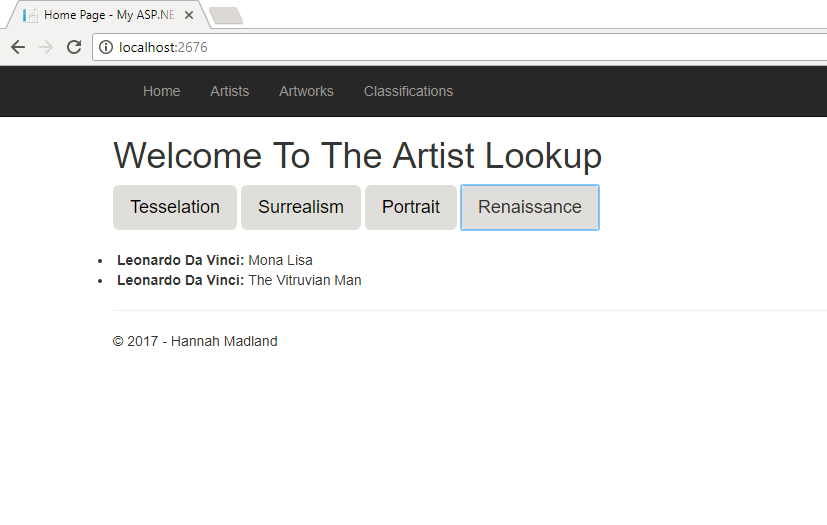 Home Page - My ASP.NE
localhost:2676
Home Artists Artworks Classifications
Welcome To The Artist Lookup
Tesselation Surrealism Portrait Renaissance
• Leonardo Da Vinci: Mona Lisa
• Leonardo Da Vinci: The Vitruvian Man
© 2017 - Hannah Madland